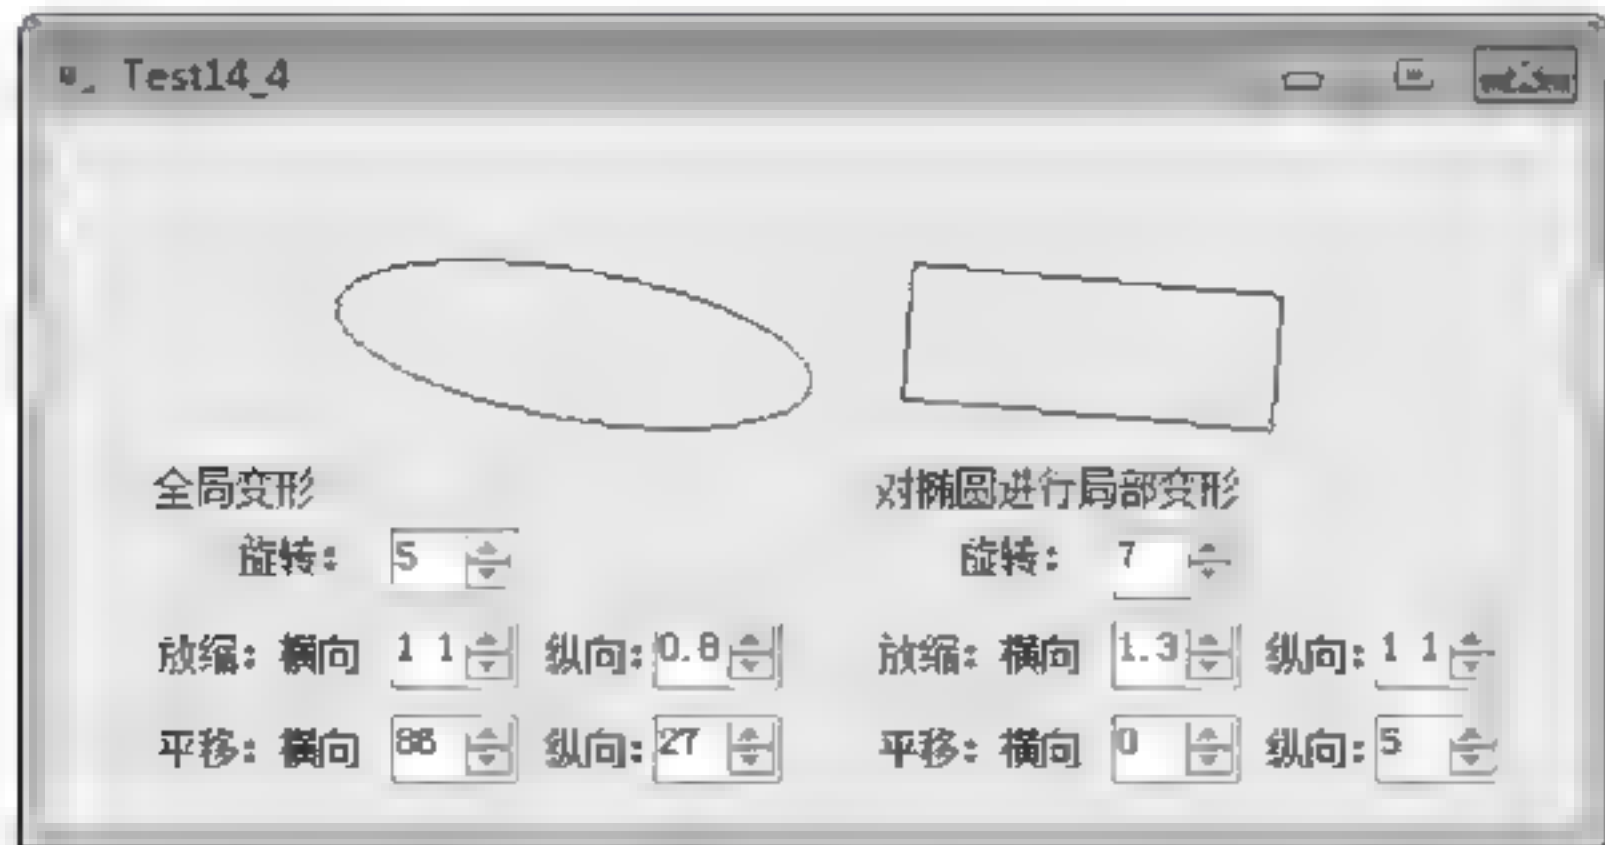 Test14_4
全局变形
对椭圆进行局部变形
旋转： 5
旋转： 7
放缩：横向 1 1 纵向：0.8
放缩：横向 1.3 纵向：1 1
平移：横向 86 纵向：27
平移：横向 0 纵向：5